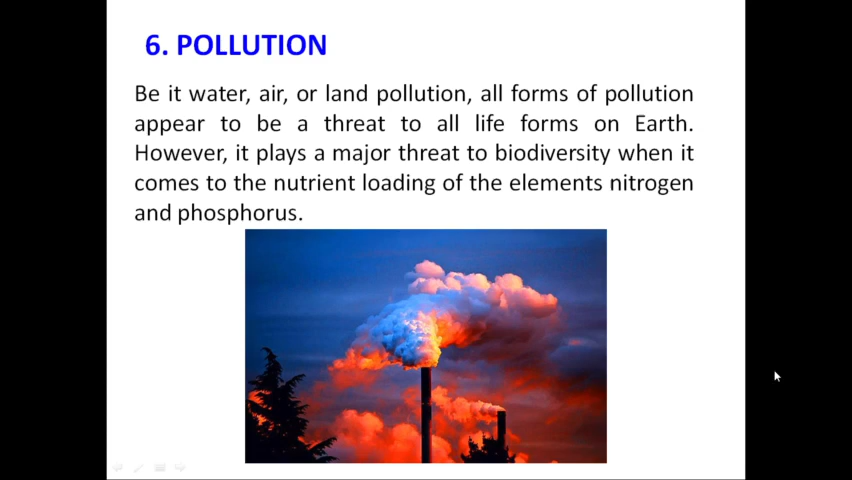 6. POLLUTION
Be it water, air, or land pollution, all forms of pollution
appear to be a threat to all life forms on Earth.
However, it plays a major threat to biodiversity when it
comes to the nutrient loading of the elements nitrogen
and phosphorus.